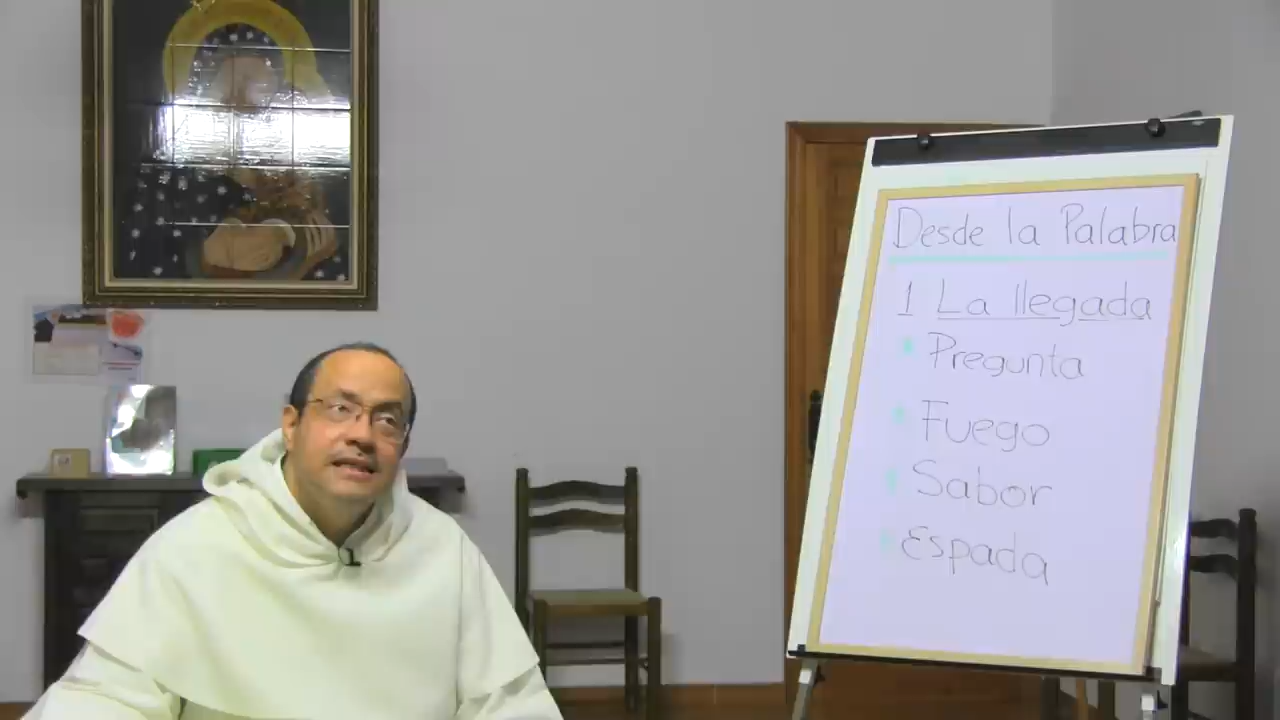 Desde la Palabra
1 La llegada
Pregunta
Fuego
Sabor
Espada